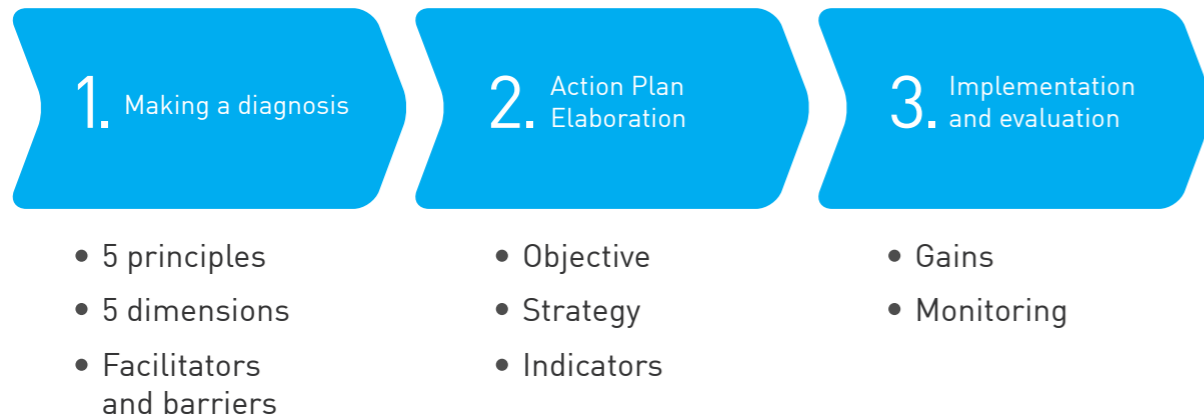 1. Making a diagnosis
• 5 principles
• 5 dimensions
• Facilitators
and barriers
2. Action Plan
Elaboration
• Objective
• Strategy
• Indicators
3. Implementation
and evaluation
• Gains
• Monitoring